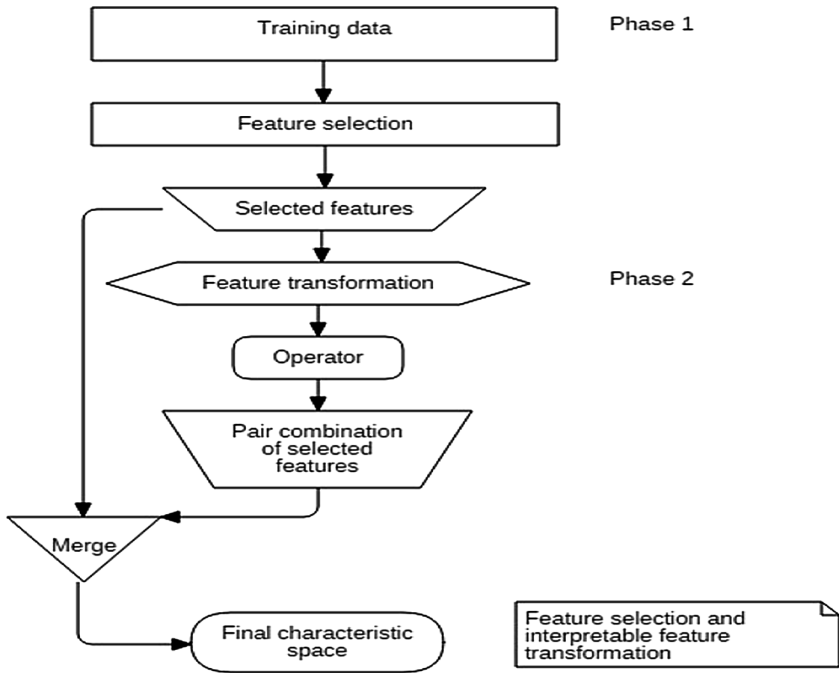 Training data
Phase 1
Feature selection
Selected features
Feature transformation
Phase 2
Operator
Pair combination
of selected
features
Merge
Final characteristic
space
Feature selection and
interpretable feature
transformation